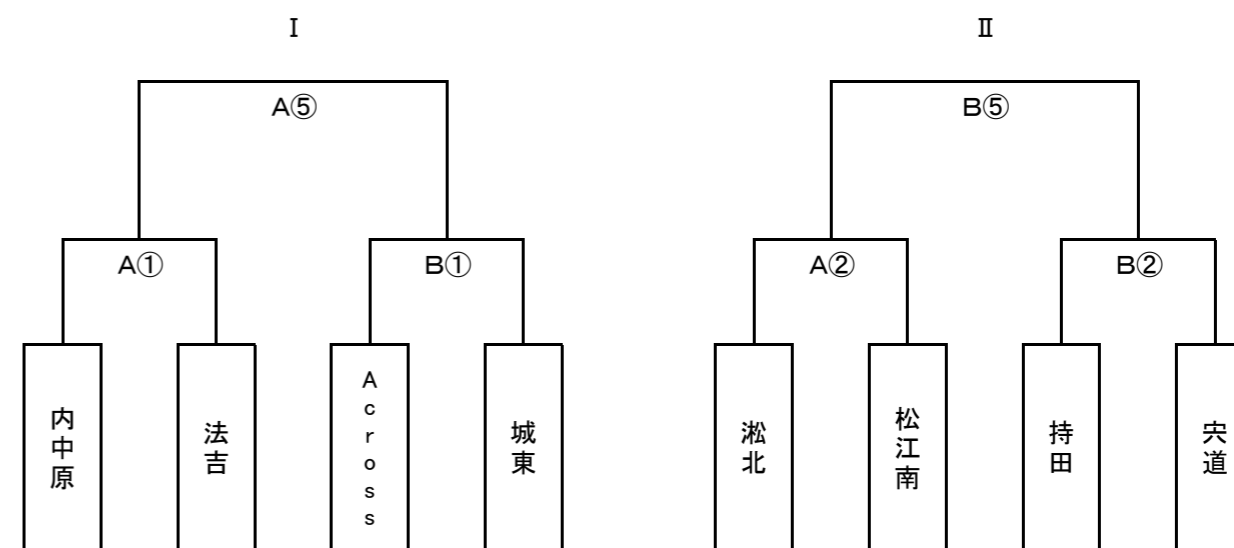 Ⅰ
Ⅱ
A⑤
B⑤
A①
B①
A②
B②
内中原
法吉
Across
城東
淞北
松江南
持田
宍道